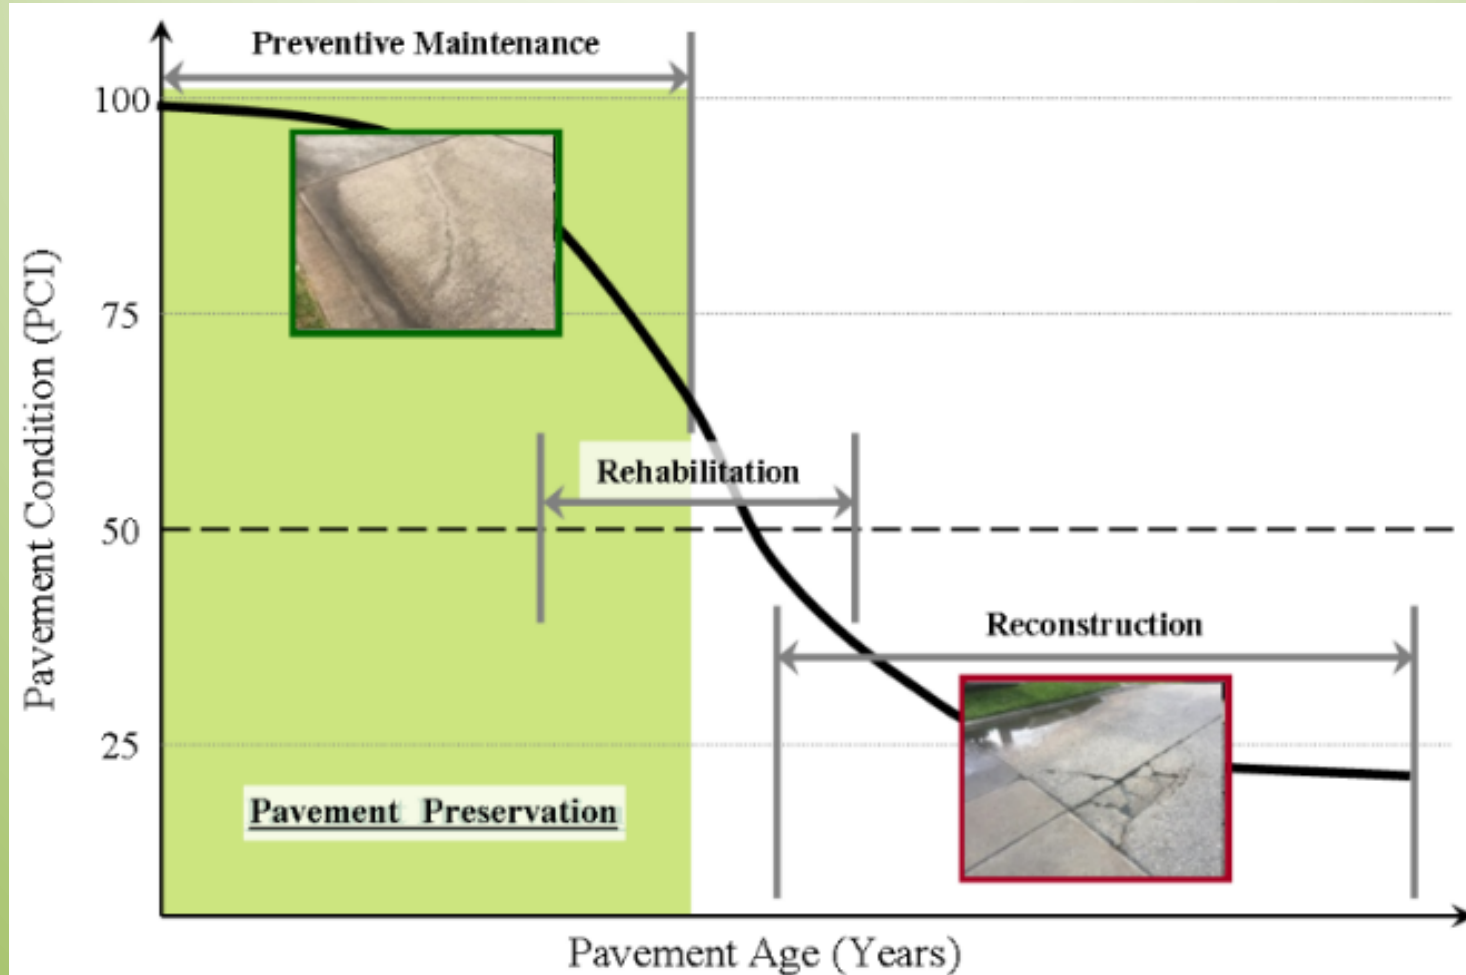 Preventive Maintenance
100
75
Pavement Condition (PCI)
Rehabilitation
50
Reconstruction
25
Pavement Preservation
Pavement Age (Years)